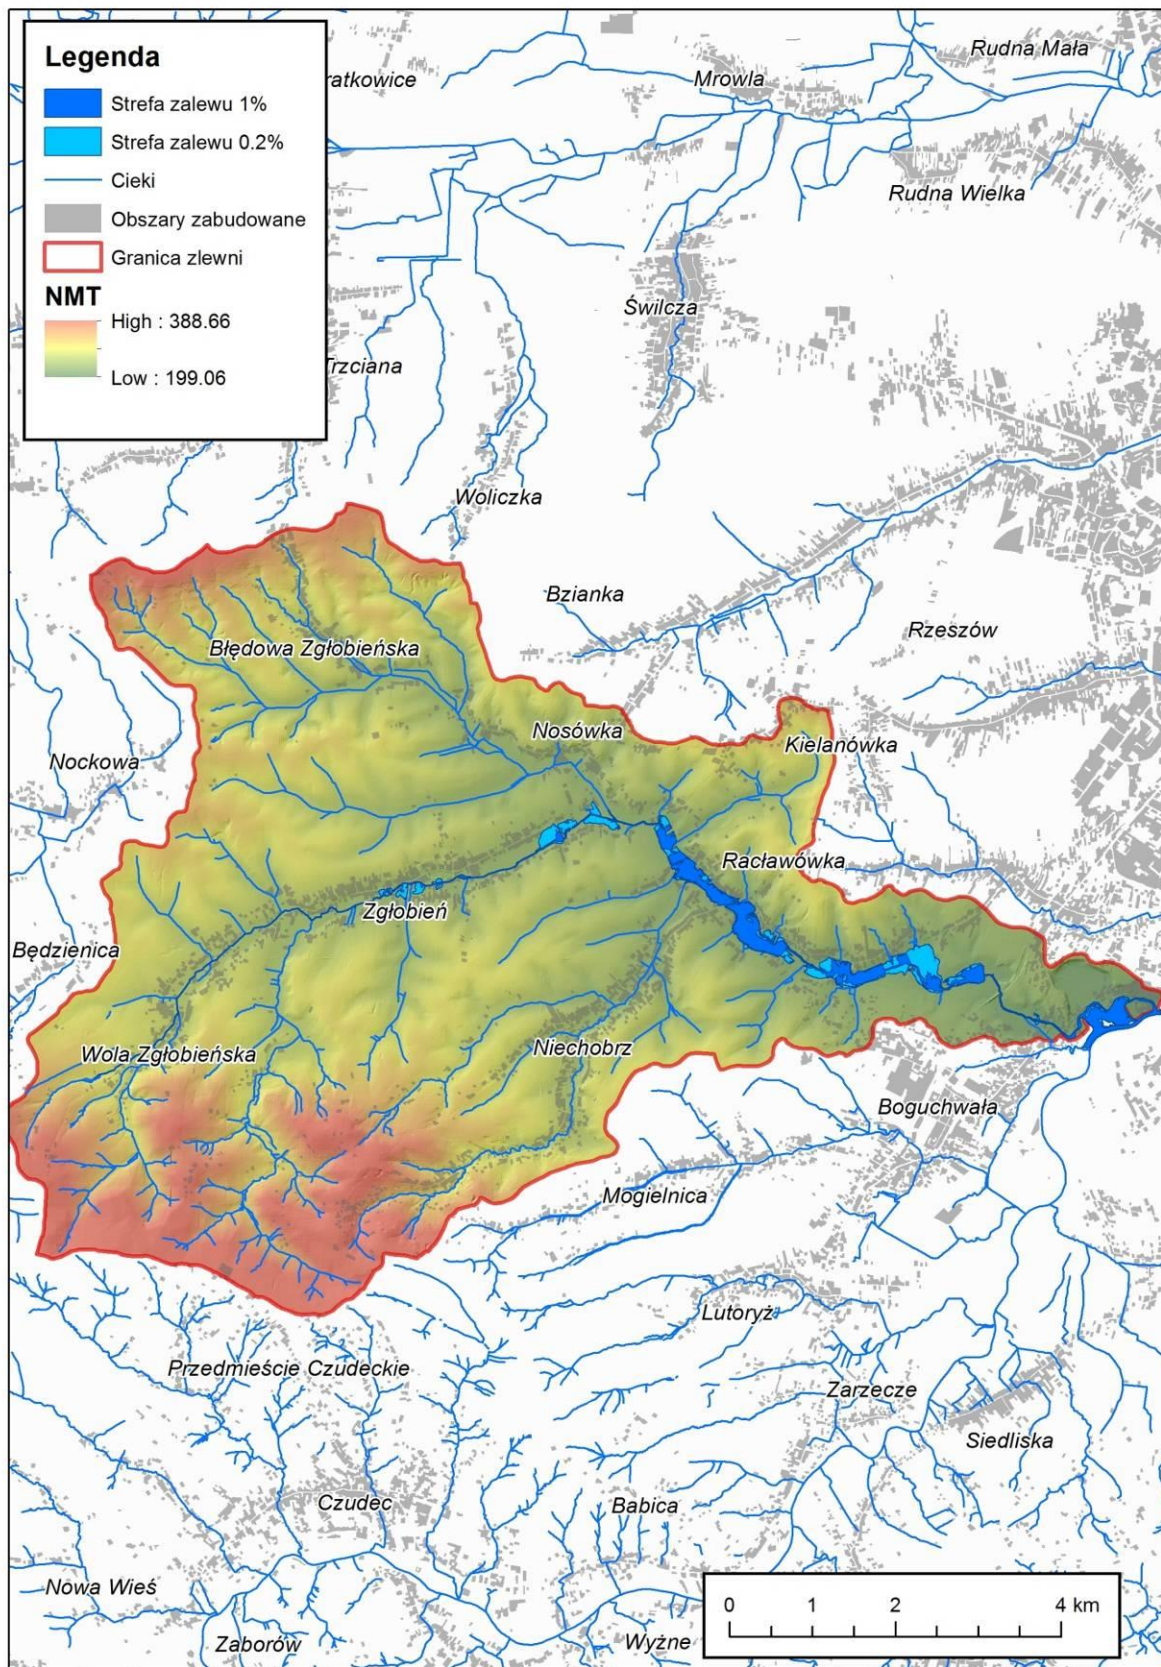 Legenda
Strefa zalewu 1%
Strefa zalewu 0.2%
Cieki
Obszary zabudowane
Granica zlewni
NMT
High : 388.66
Low : 199.06
Rudna Mała
ratkowice
Mrowla
Rudna Wielka
Świlcza
Trzciana
Woliczka
Bzianka
Rzeszów
Błędowa Zgłobieńska
Nosówka
Kielanówka
Nockowa
Racławówka
Zgłobień
Będzienica
Wola Zgłobieńska
Niechobrz
Boguchwała
Mogielnica
Lutoryż
Przedmieście Czudeckie
Zarzecze
Siedliska
Czudec
Babica
Nowa Wieś
Zaborów
Wyżne
0 1 2 4 km